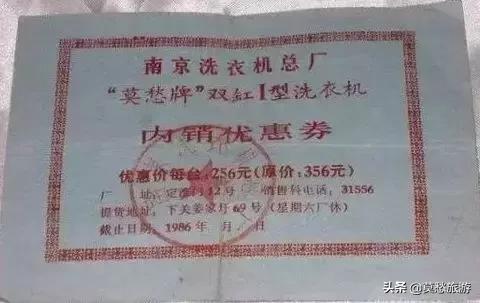 南京洗衣机总厂
“莫愁牌”双缸I型洗衣机
内销优惠券
优惠价每台:256元(原价:356元)
厂 址:定淮门12号 销售科电话:31556
提货地址:下关姜家圩69号(星期六厂休)
截止日期:1986年 月 日
头条@莫愁旅游